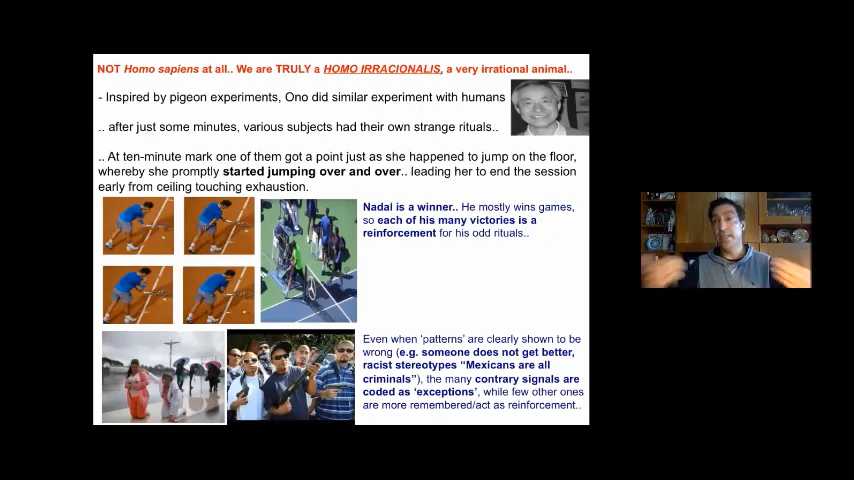 NOT Homo sapiens at all.. We are TRULY a HOMO IRRACIONALIS, a very irrational animal..
- Inspired by pigeon experiments, Ono did similar experiment with humans
.. after just some minutes, various subjects had their own strange rituals..
.. At ten-minute mark one of them got a point just as she happened to jump on the floor,
whereby she promptly started jumping over and over.. leading her to end the session
early from ceiling touching exhaustion.
Nadal is a winner.. He mostly wins games,
so each of his many victories is a
reinforcement for his odd rituals..
Even when 'patterns' are clearly shown to be
wrong (e.g. someone does not get better,
racist stereotypes “Mexicans are all
criminals”), the many contrary signals are
coded as 'exceptions', while few other ones
are more remembered/act as reinforcement..